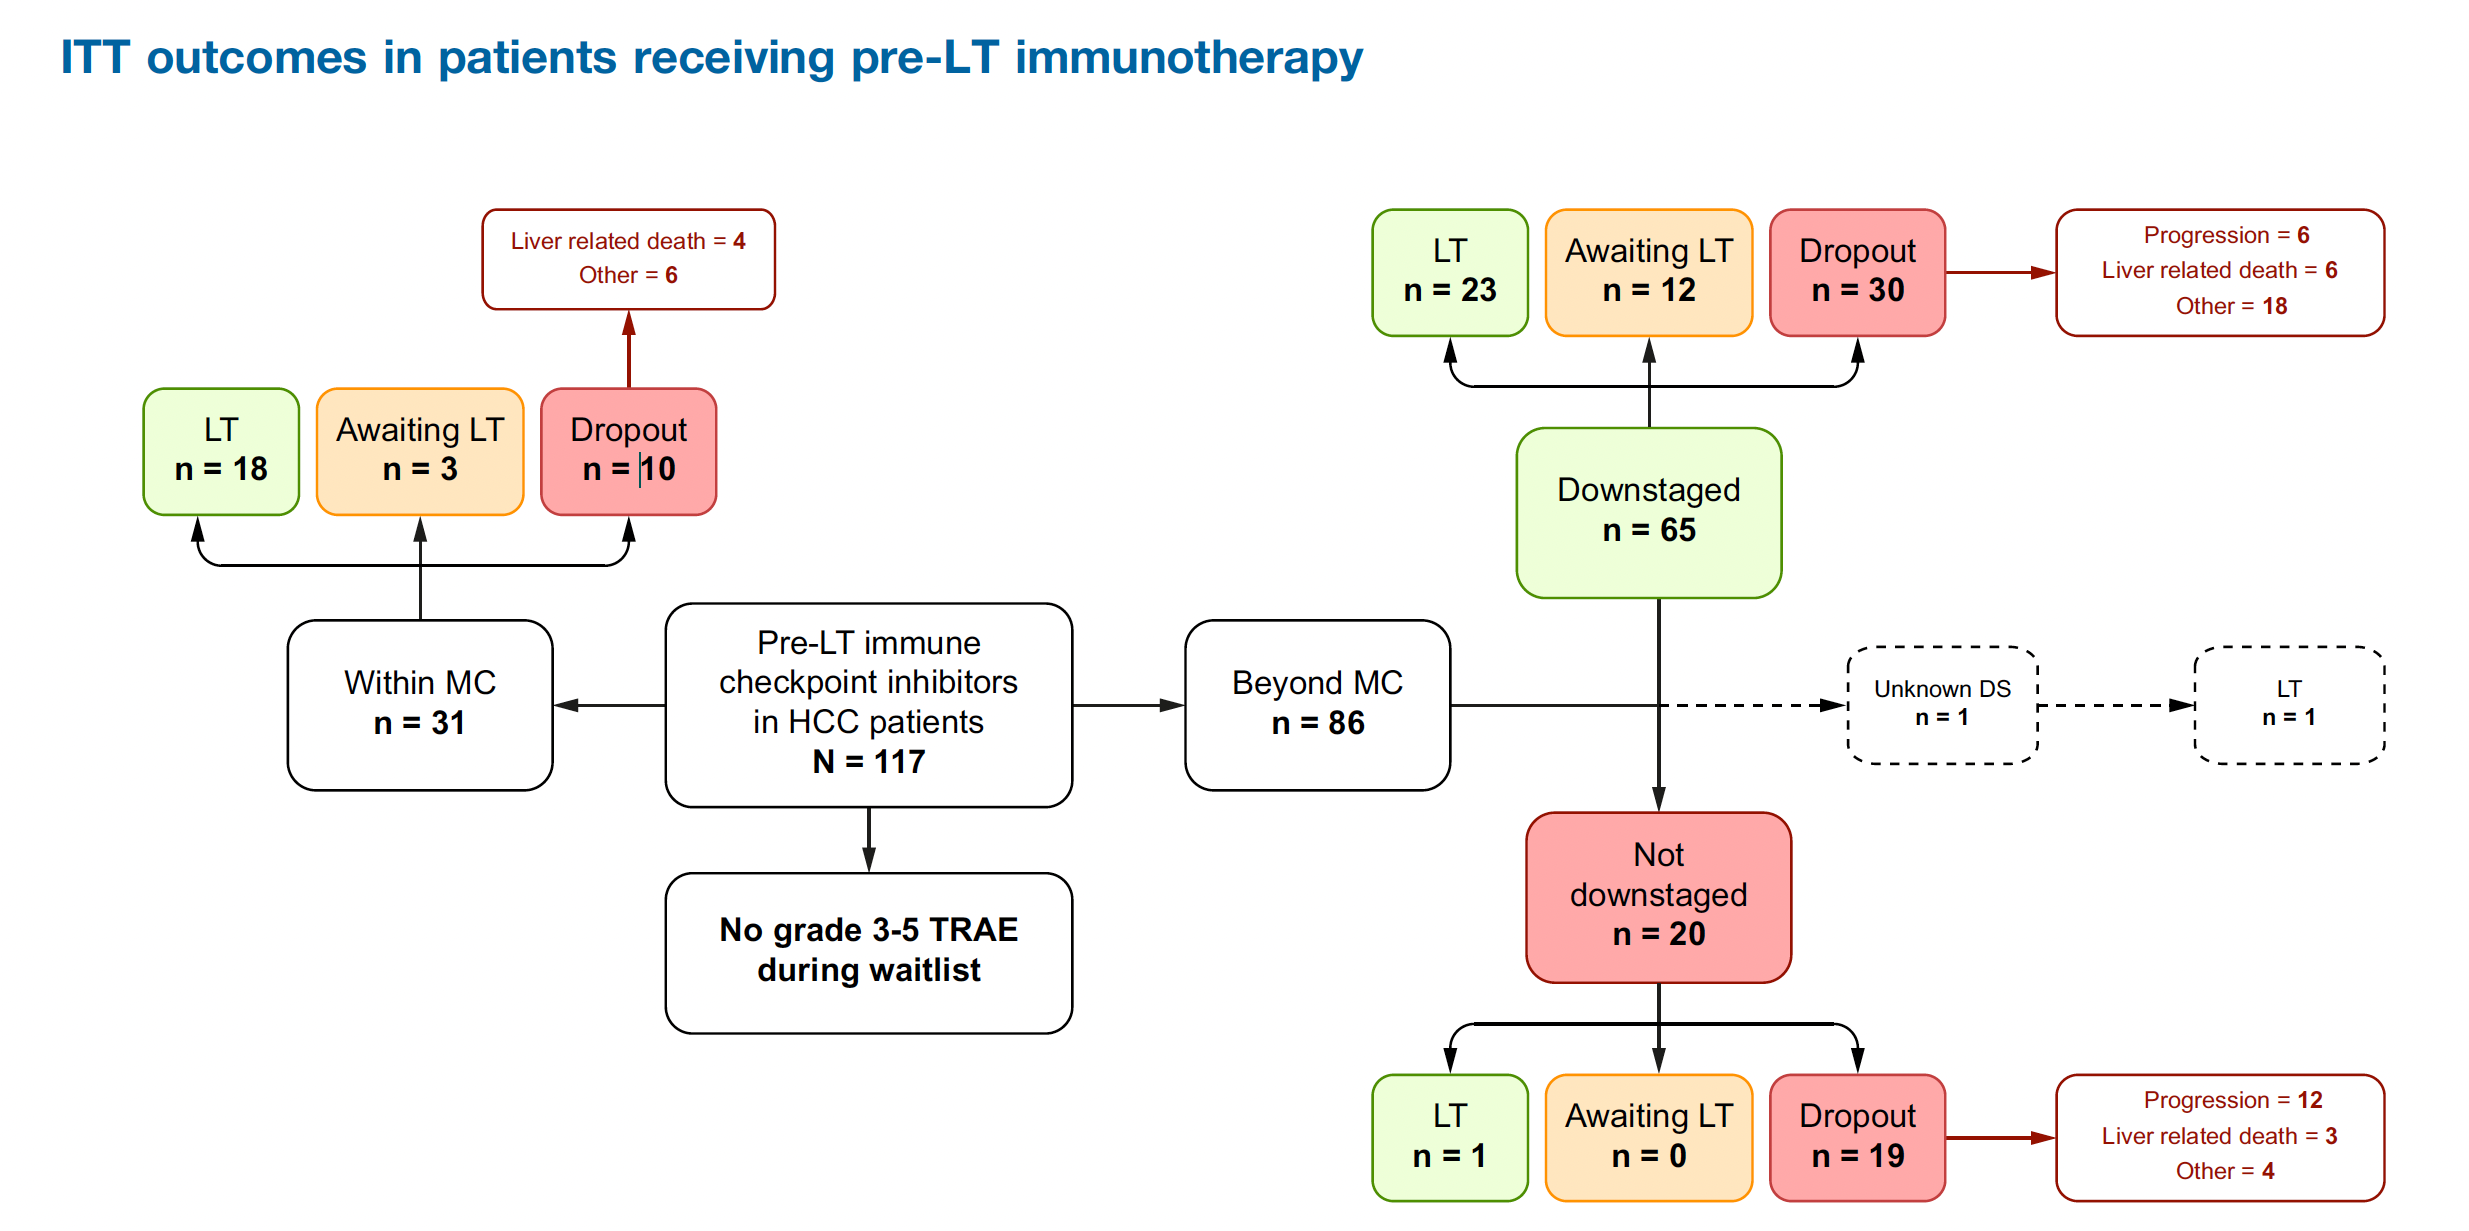 ITT outcomes in patients receiving pre-LT immunotherapy
Liver related death = 4
Other = 6
LT
n = 18
Awaiting LT
n = 3
Dropout
n = 10
Within MC
n = 31
Pre-LT immune
checkpoint inhibitors
in HCC patients
N = 117
No grade 3-5 TRAE
during waitlist
Beyond MC
n = 86
LT
n = 23
Awaiting LT
n = 12
Dropout
n = 30
Progression = 6
Liver related death = 6
Other = 18
Downstaged
n = 65
Unknown DS
n = 1
LT
n = 1
Not
downstaged
n = 20
LT
n = 1
Awaiting LT
n = 0
Dropout
n = 19
Progression = 12
Liver related death = 3
Other = 4